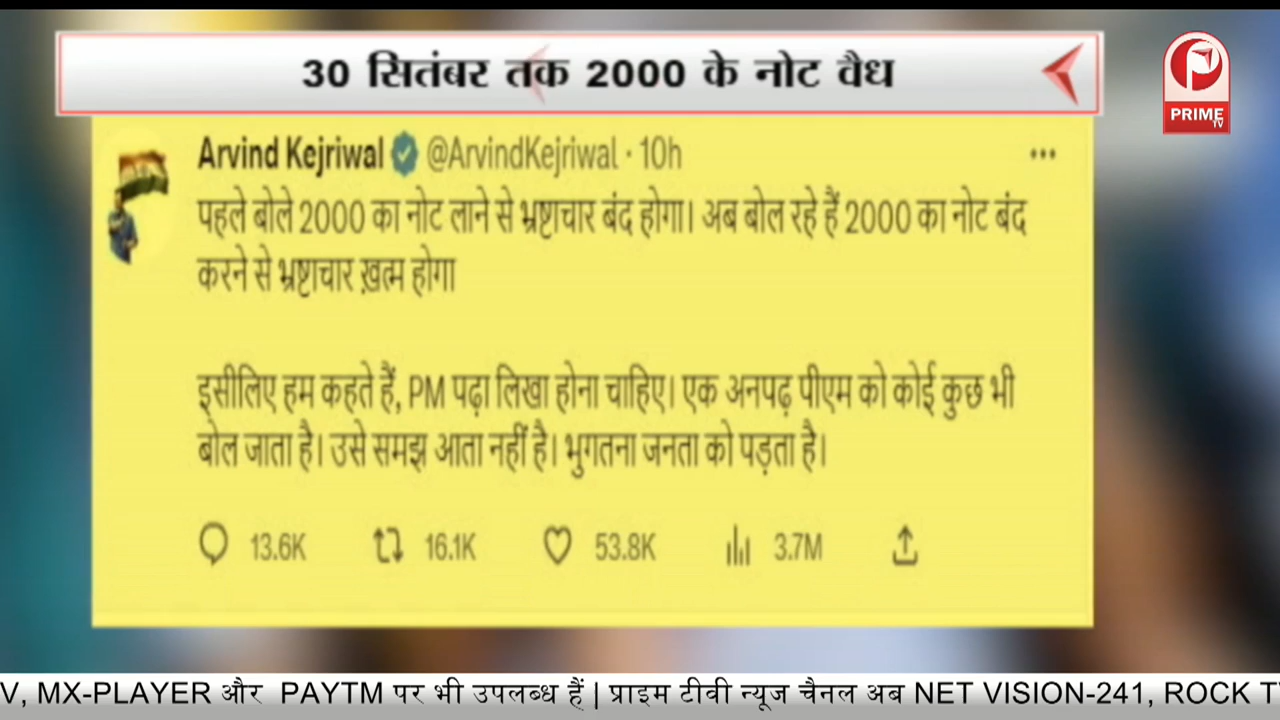 30 सितंबर तक 2000 के नोट वैध
PRIME
TV
Arvind Kejriwal @ArvindKejriwal · 10h
पहले बोले 2000 का नोट लाने से भ्रष्टाचार बंद होगा। अब बोल रहे हैं 2000 का नोट बंद
करने से भ्रष्टाचार ख़त्म होगा
इसीलिए हम कहते हैं, PM पढ़ा लिखा होना चाहिए। एक अनपढ़ पीएम को कोई कुछ भी
बोल जाता है। उसे समझ आता नहीं है। भुगतना जनता को पड़ता है।
13.6K 16.1K 53.8K 3.7M
V, MX-PLAYER और PAYTM पर भी उपलब्ध हैं | प्राइम टीवी न्यूज चैनल अब NET VISION-241, ROCK T